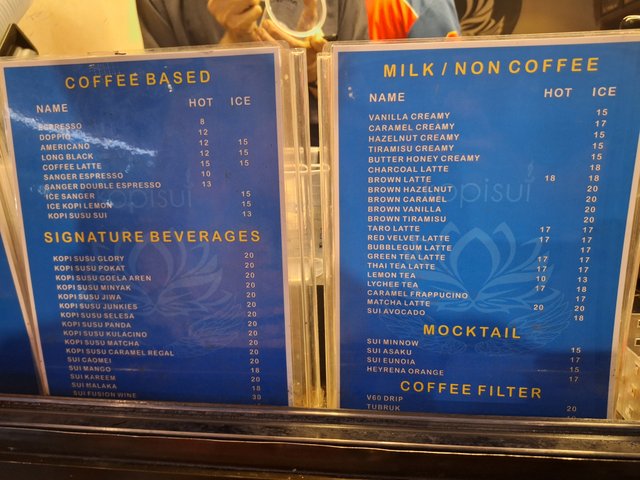 COFFEE BASED
NAME HOT ICE
ESPRESSO 8
DOPPIO 12
AMERICANO 12 15
LONG BLACK 12 15
COFFEE LATTE 15 15
SANGER ESPRESSO 10
SANGER DOUBLE ESPRESSO 13
ICE SANGER 15
ICE KOPI LEMON 15
KOPI SUSU SUI 13
SIGNATURE BEVERAGES
KOPI SUSU GLORY 20
KOPI SUSU POKAT 20
KOPI SUSU GOELA AREN 20
KOPI SUSU MINYAK 20
KOPI SUSU JIWA 20
KOPI SUSU JUNKIES 20
KOPI SUSU SELESA 20
KOPI SUSU PANDA 20
KOPI SUSU KULACINO 20
KOPI SUSU MATCHA 20
KOPI SUSU CARAMEL REGAL 20
SUI CAOMEI 20
SUI MANGO 18
SUI KAREEM 20
SUI MALAKA 18
SUI FUSION WINE 30
MILK / NON COFFEE
NAME HOT ICE
VANILLA CREAMY 15
CARAMEL CREAMY 17
HAZELNUT CREAMY 15
TIRAMISU CREAMY 15
BUTTER HONEY CREAMY 15
CHARCOAL LATTE 18
BROWN LATTE 18 18
BROWN HAZELNUT 20
BROWN CARAMEL 20
BROWN VANILLA 20
BROWN TIRAMISU 20
TARO LATTE 17 17
RED VELVET LATTE 17 17
BUBBLEGUM LATTE 17
GREEN TEA LATTE 17 17
THAI TEA LATTE 17 17
LEMON TEA 10 13
LYCHEE TEA 17 18
CARAMEL FRAPPUCINO 17
MATCHA LATTE 20 20
SUI AVOCADO 18
MOCKTAIL
SUI MINNOW 15
SUI ASAKU 17
SUI EUNOIA 15
HEYRENA ORANGE 17
COFFEE FILTER
V60 DRIP 20
TUBRUK